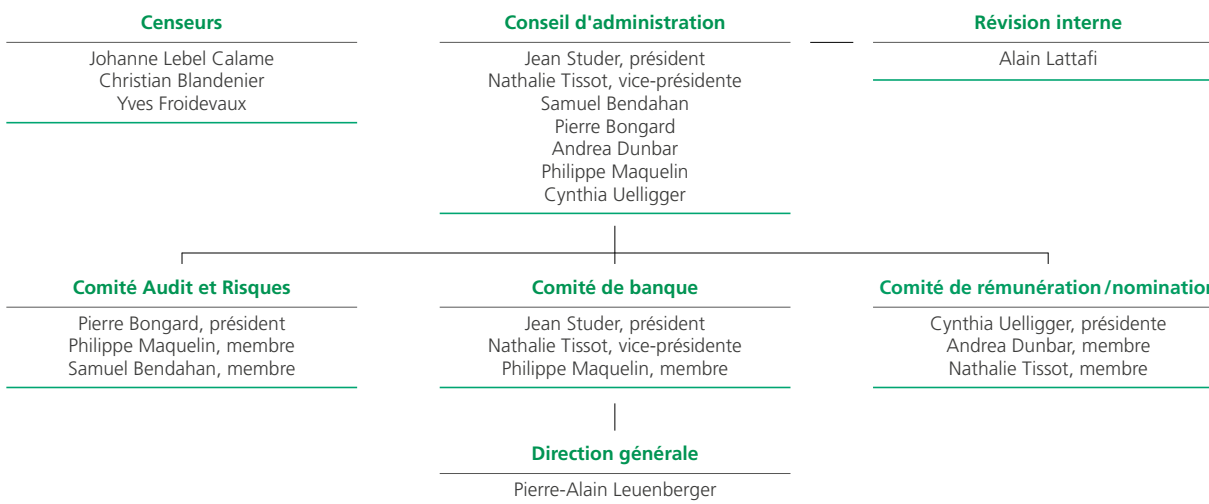 Censeurs
Johanne Lebel Calame
Christian Blandenier
Yves Froidevaux
Conseil d'administration
Jean Studer, président
Nathalie Tissot, vice-présidente
Samuel Bendahan
Pierre Bongard
Andrea Dunbar
Philippe Maquelin
Cynthia Uelligger
Révision interne
Alain Lattafi
Comité Audit et Risques
Pierre Bongard, président
Philippe Maquelin, membre
Samuel Bendahan, membre
Comité de banque
Jean Studer, président
Nathalie Tissot, vice-présidente
Philippe Maquelin, membre
Comité de rémunération/nomination
Cynthia Uelligger, présidente
Andrea Dunbar, membre
Nathalie Tissot, membre
Direction générale
Pierre-Alain Leuenberger